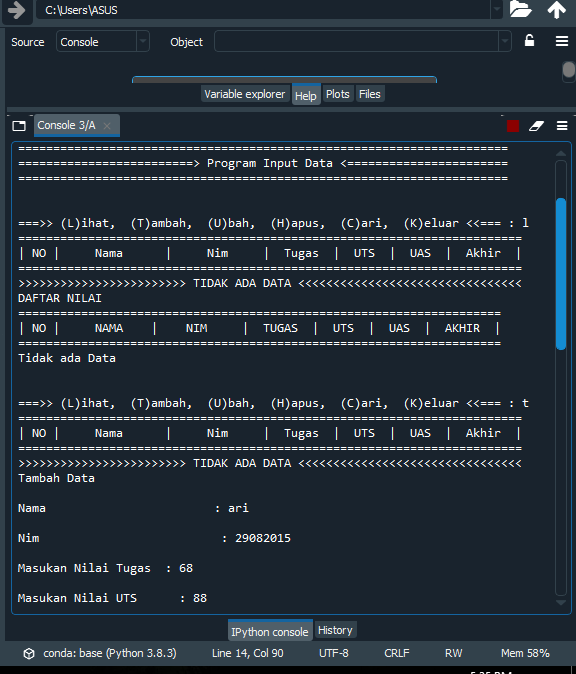 C:\Users\ASUS
Source Console Object
Variable explorer Help Plots Files
Console 3/A
======================================================================
=========================> Program Input Data <=======================
======================================================================
===>> (L)ihat, (T)ambah, (U)bah, (H)apus, (C)ari, (K)eluar <<=== : l
========================================================================
| NO | Nama | Nim | Tugas | UTS | UAS | Akhir |
========================================================================
>>>>>>>>>>>>>>>>>>>>>>>> TIDAK ADA DATA <<<<<<<<<<<<<<<<<<<<<<<<<<<<<<<<
DAFTAR NILAI
=====================================================================
| NO | NAMA | NIM | TUGAS | UTS | UAS | AKHIR |
=====================================================================
Tidak ada Data
===>> (L)ihat, (T)ambah, (U)bah, (H)apus, (C)ari, (K)eluar <<=== : t
========================================================================
| NO | Nama | Nim | Tugas | UTS | UAS | Akhir |
========================================================================
>>>>>>>>>>>>>>>>>>>>>>>> TIDAK ADA DATA <<<<<<<<<<<<<<<<<<<<<<<<<<<<<<<<
Tambah Data
Nama : ari
Nim : 29082015
Masukan Nilai Tugas : 68
Masukan Nilai UTS : 88
IPython console History
conda: base (Python 3.8.3) Line 14, Col 90 UTF-8 CRLF RW Mem 58%